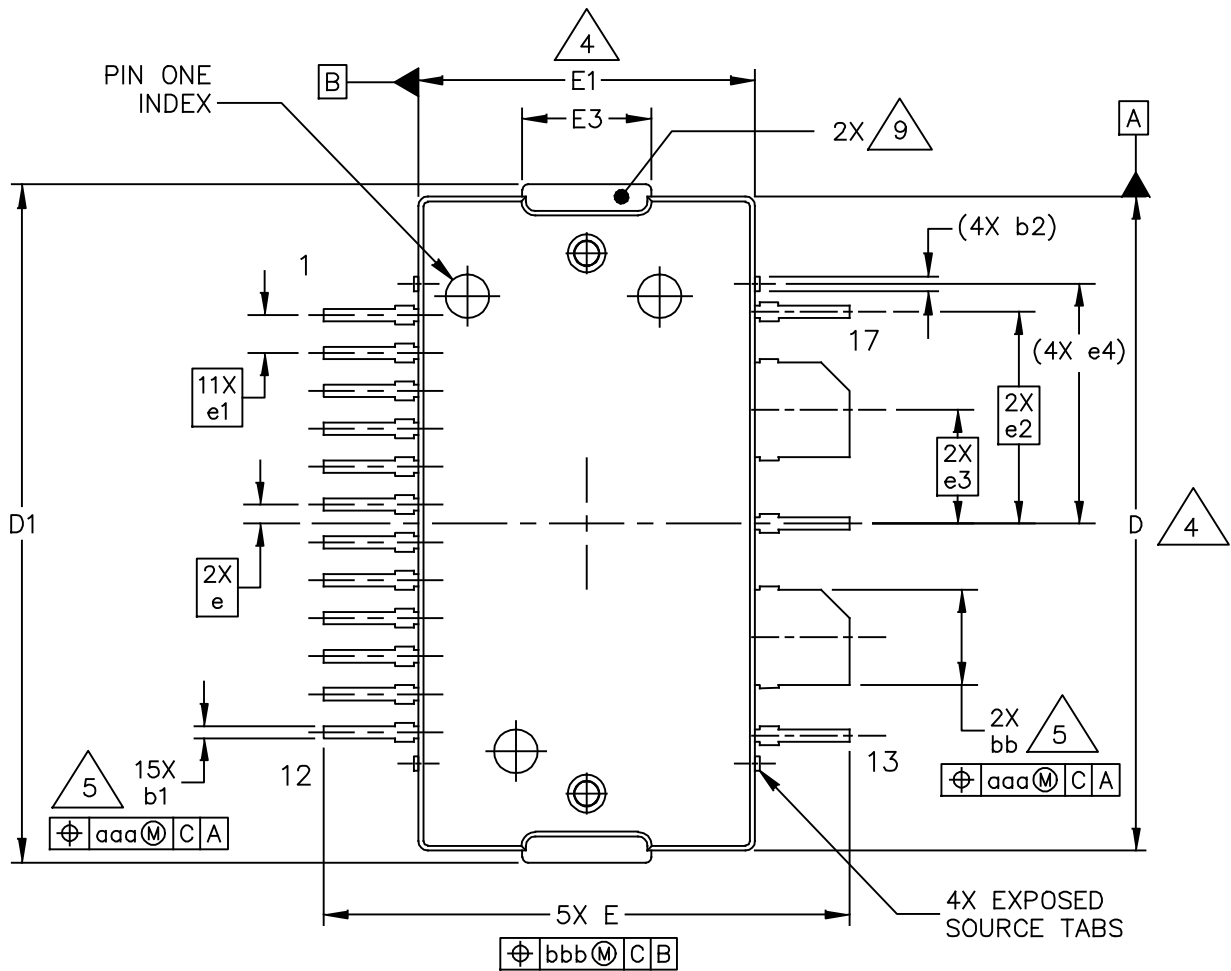 4
PIN ONE
INDEX
B
E1
E3
2X 9
A
(4X b2)
1
17
(4X e4)
11X
e1
2X
e2
2X
e3
D1
D 4
2X
e
5
15X
b1
12
13
2X
bb 5
⌖ aaa Ⓜ C A
⌖ aaa Ⓜ C A
5X E
⌖ bbb Ⓜ C B
4X EXPOSED
SOURCE TABS